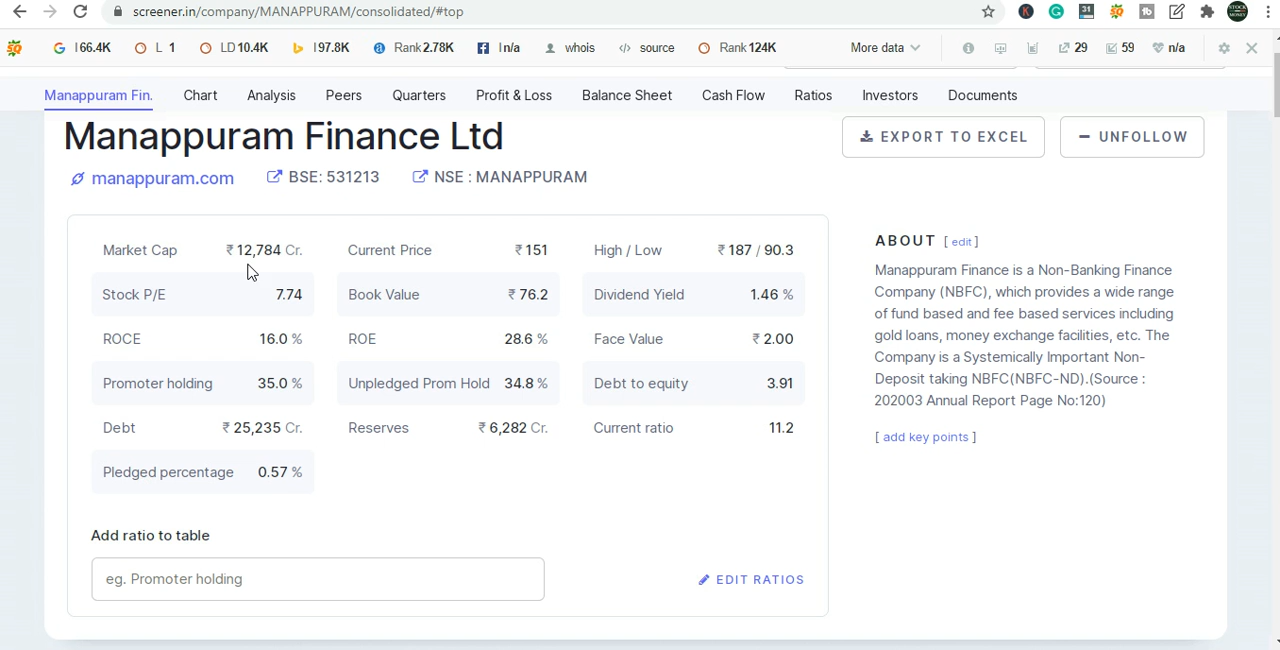 screener.in/company/MANAPPURAM/consolidated/#top
I 66.4K L 1 LD 10.4K I 97.8K Rank 2.78K I n/a whois source Rank 124K More data 29 59 n/a
Manappuram Fin. Chart Analysis Peers Quarters Profit & Loss Balance Sheet Cash Flow Ratios Investors Documents
Manappuram Finance Ltd
EXPORT TO EXCEL
UNFOLLOW
manappuram.com BSE: 531213 NSE : MANAPPURAM
Market Cap ₹ 12,784 Cr. Current Price ₹ 151 High / Low ₹ 187 / 90.3
Stock P/E 7.74 Book Value ₹ 76.2 Dividend Yield 1.46 %
ROCE 16.0 % ROE 28.6 % Face Value ₹ 2.00
Promoter holding 35.0 % Unpledged Prom Hold 34.8 % Debt to equity 3.91
Debt ₹ 25,235 Cr. Reserves ₹ 6,282 Cr. Current ratio 11.2
Pledged percentage 0.57 %
Add ratio to table
eg. Promoter holding
EDIT RATIOS
ABOUT [ edit ]
Manappuram Finance is a Non-Banking Finance
Company (NBFC), which provides a wide range
of fund based and fee based services including
gold loans, money exchange facilities, etc. The
Company is a Systemically Important Non-
Deposit taking NBFC(NBFC-ND).(Source :
202003 Annual Report Page No:120)
[ add key points ]